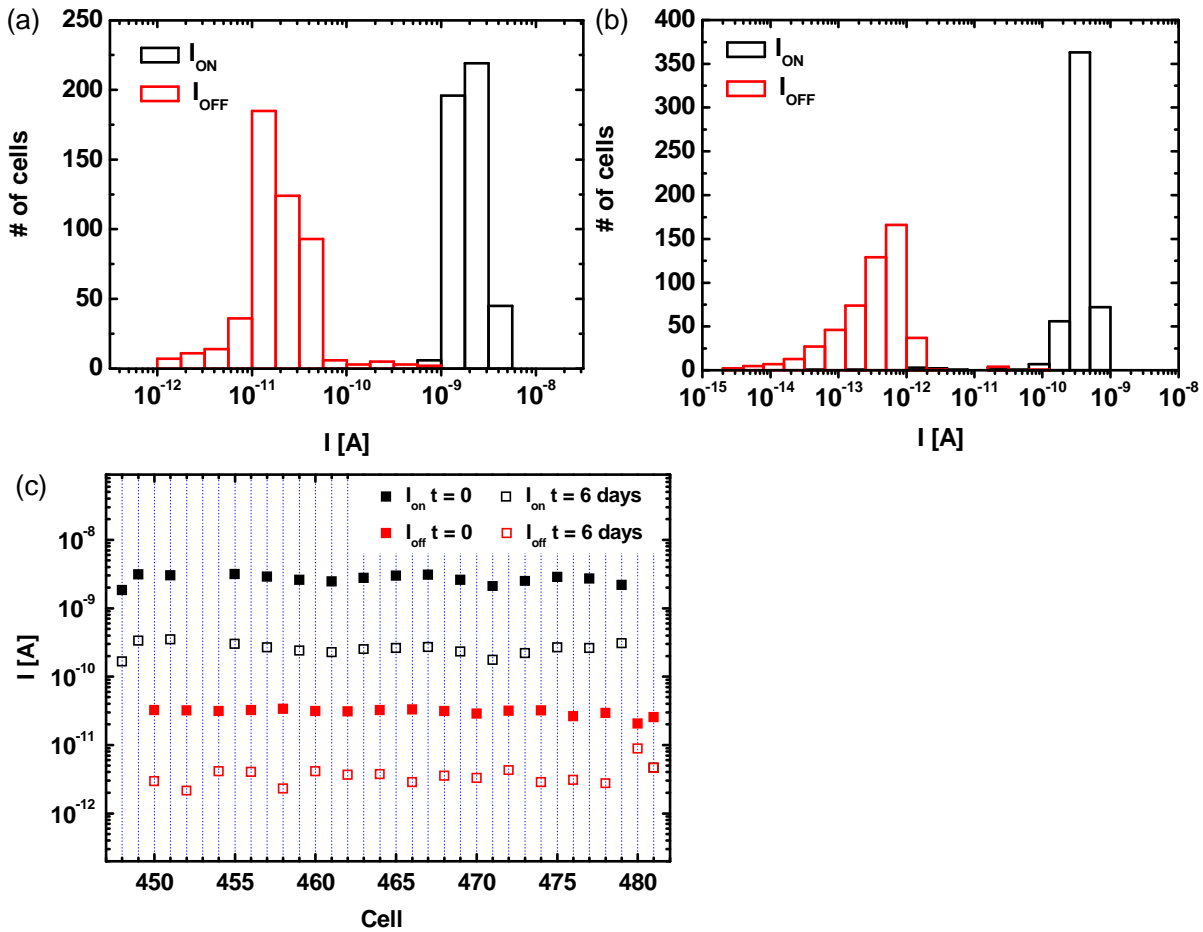 (a)
250
200
150
100
50
0
# of cells
I_ON
I_OFF
10^-12 10^-11 10^-10 10^-9 10^-8
I [A]
(b)
400
350
300
250
200
150
100
50
0
# of cells
I_ON
I_OFF
10^-15 10^-14 10^-13 10^-12 10^-11 10^-10 10^-9 10^-8
I [A]
(c)
I_on t = 0 I_on t = 6 days
I_off t = 0 I_off t = 6 days
10^-8
10^-9
10^-10
10^-11
10^-12
I [A]
450 455 460 465 470 475 480
Cell